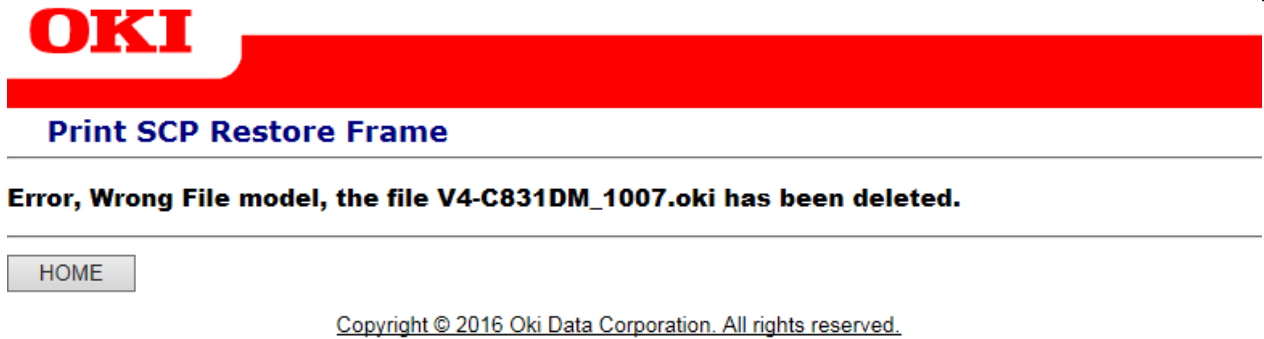 OKI
Print SCP Restore Frame
Error, Wrong File model, the file V4-C831DM_1007.oki has been deleted.
HOME
Copyright © 2016 Oki Data Corporation. All rights reserved.